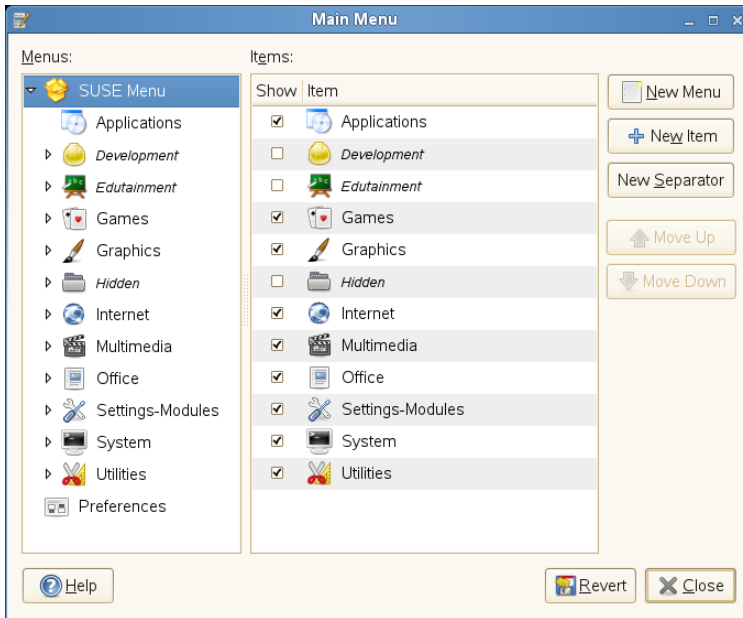 Main Menu
Menus:
Items:
SUSE Menu
Applications
Development
Edutainment
Games
Graphics
Hidden
Internet
Multimedia
Office
Settings-Modules
System
Utilities
Preferences
Show Item
Applications
Development
Edutainment
Games
Graphics
Hidden
Internet
Multimedia
Office
Settings-Modules
System
Utilities
New Menu
New Item
New Separator
Move Up
Move Down
Help
Revert
Close